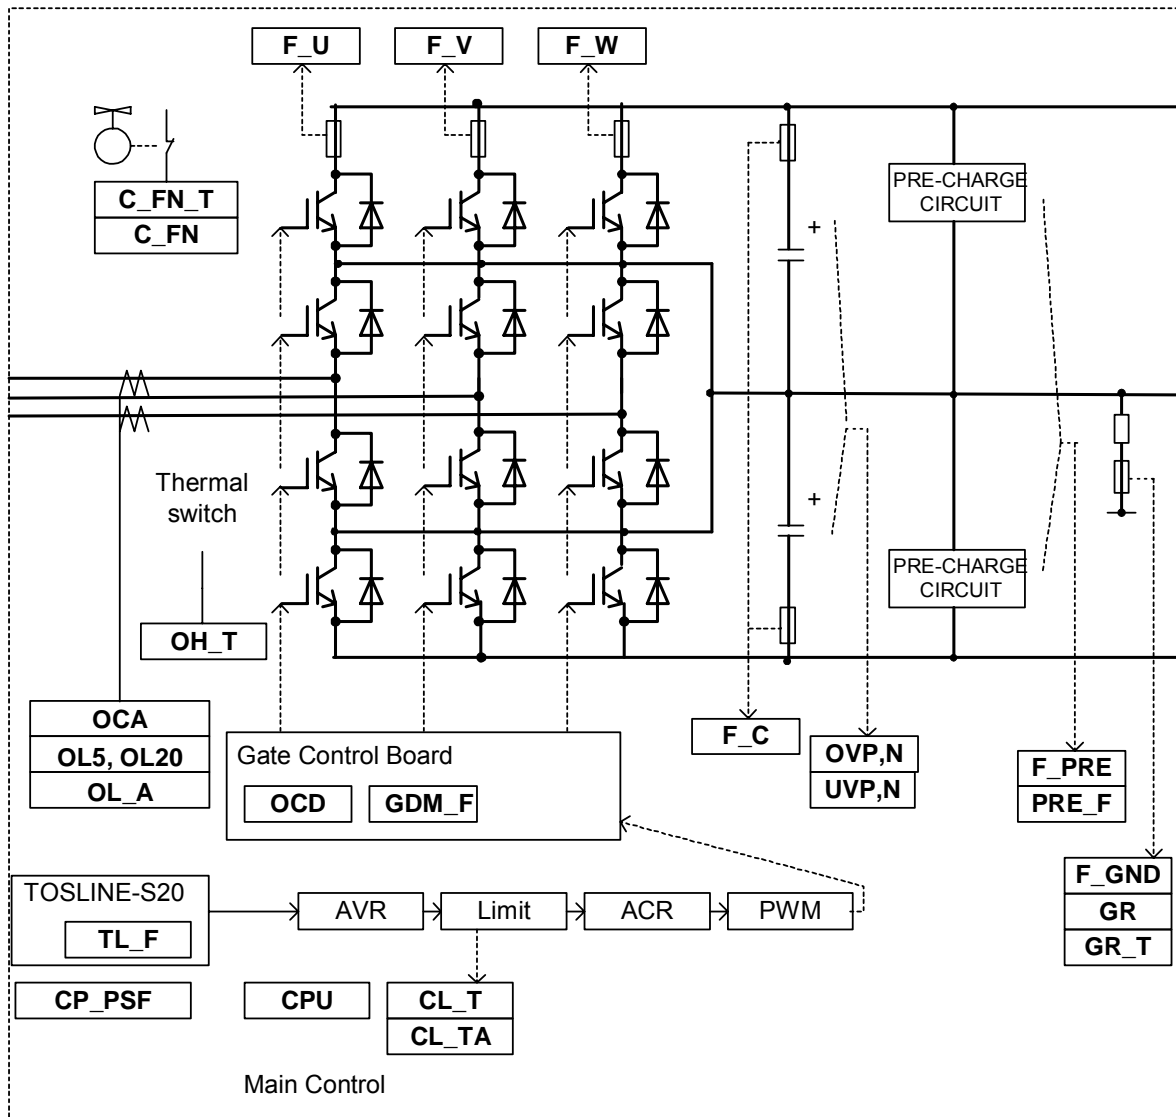 F_U
F_V
F_W
C_FN_T
C_FN
PRE-CHARGE
CIRCUIT
+
+
Thermal
switch
PRE-CHARGE
CIRCUIT
OH_T
OCA
OL5, OL20
OL_A
Gate Control Board
OCD
GDM_F
F_C
OVP,N
UVP,N
F_PRE
PRE_F
F_GND
GR
GR_T
TOSLINE-S20
TL_F
AVR
Limit
ACR
PWM
CP_PSF
CPU
CL_T
CL_TA
Main Control